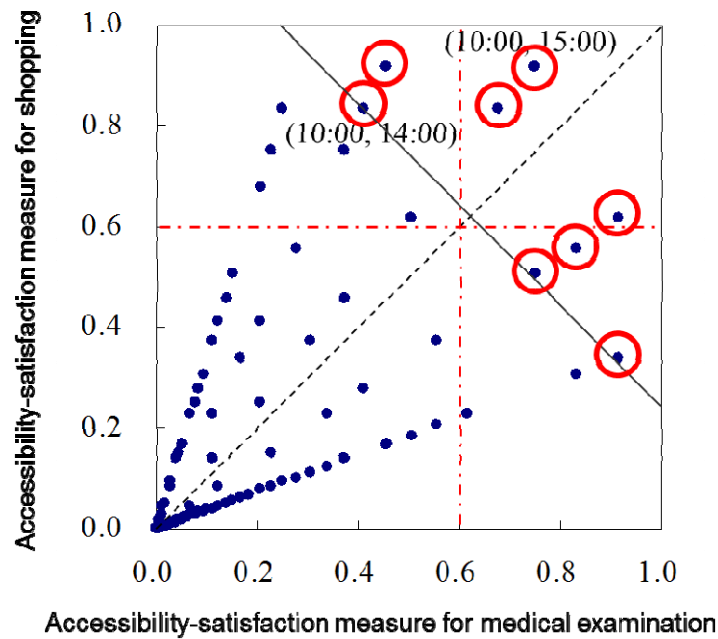 Accessibility-satisfaction measure for shopping
1.0
0.8
0.6
0.4
0.2
0.0
(10:00, 15:00)
(10:00, 14:00)
0.0 0.2 0.4 0.6 0.8 1.0
Accessibility-satisfaction measure for medical examination